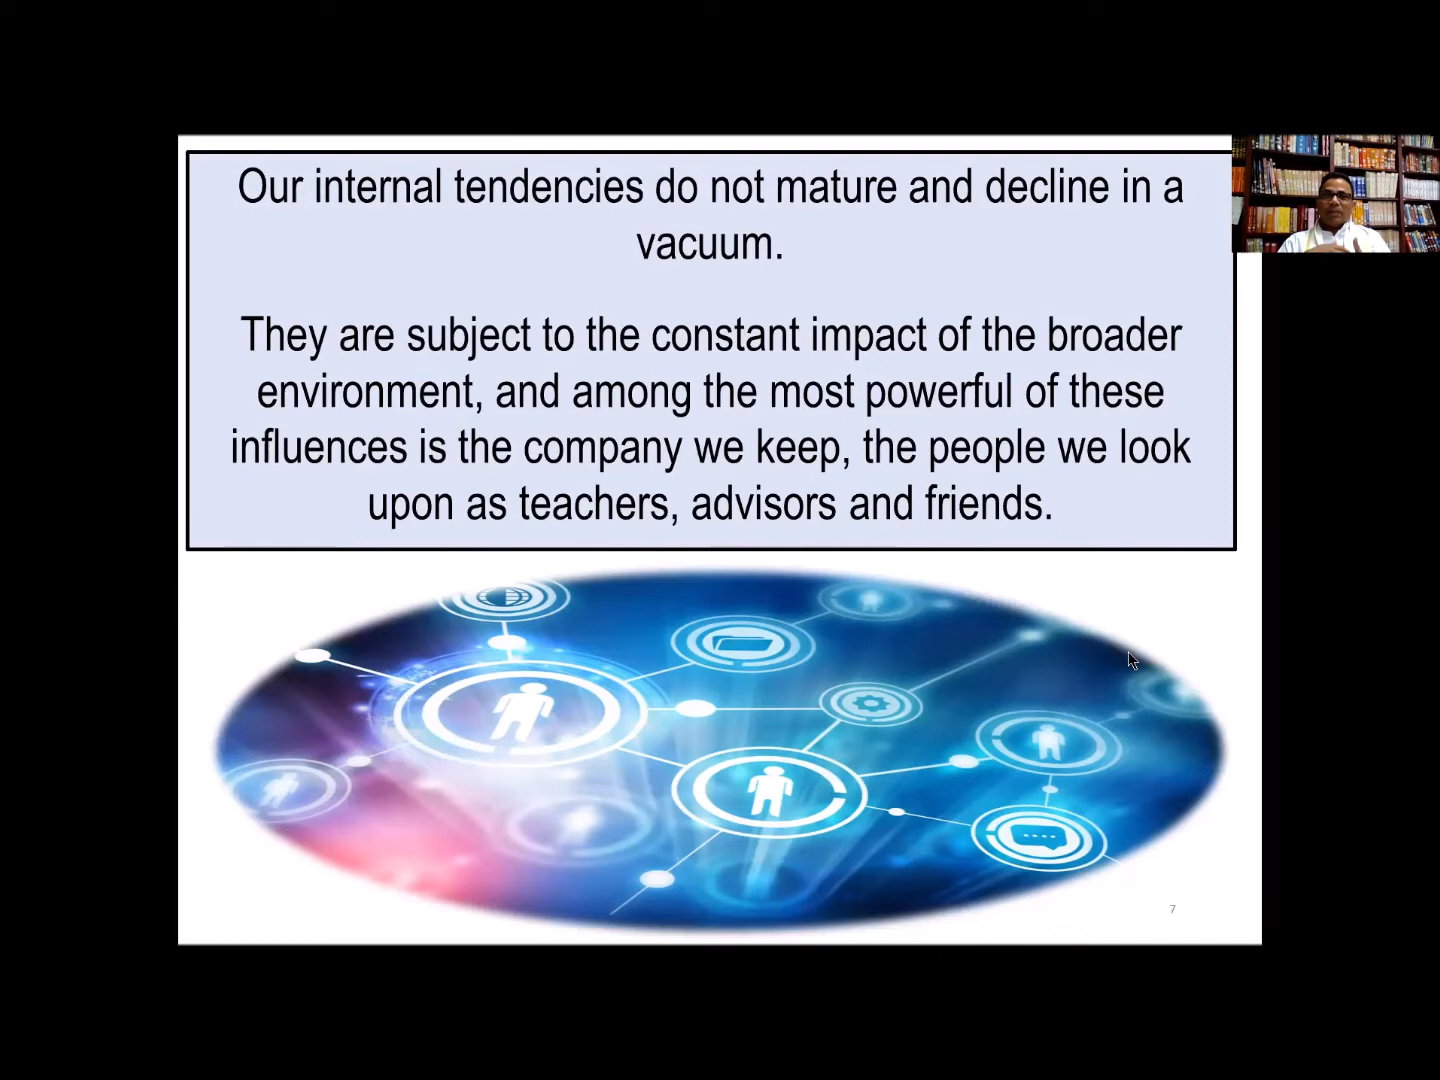 Our internal tendencies do not mature and decline in a
vacuum.
They are subject to the constant impact of the broader
environment, and among the most powerful of these
influences is the company we keep, the people we look
upon as teachers, advisors and friends.
7